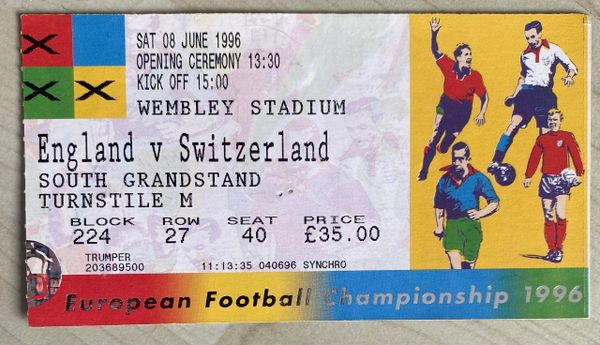 SAT 08 JUNE 1996
OPENING CEREMONY 13:30
KICK OFF 15:00
WEMBLEY STADIUM
England v Switzerland
SOUTH GRANDSTAND
TURNSTILE M
BLOCK ROW SEAT PRICE
224 27 40 £35.00
TRUMPER
203689500 11:13:35 040696 SYNCHRO
European Football Championship 1996